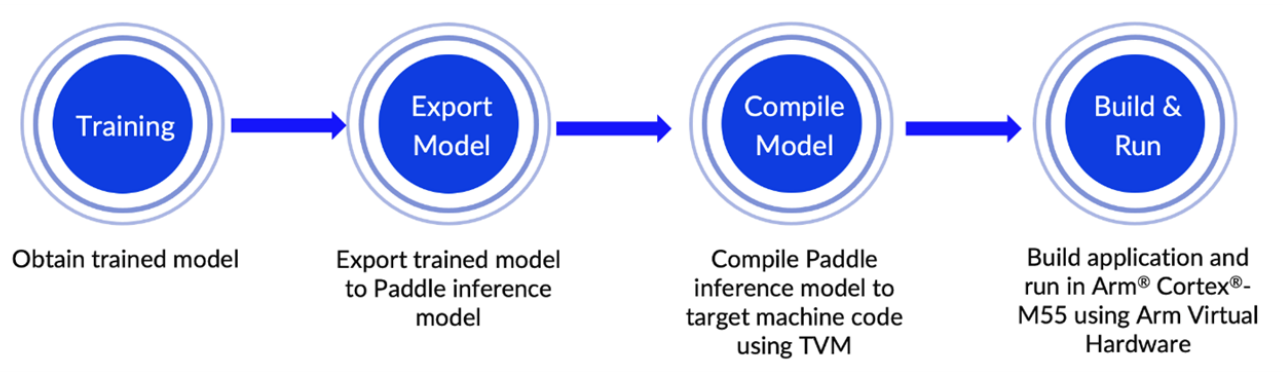 Training
Export
Model
Compile
Model
Build &
Run
Obtain trained model
Export trained model
to Paddle inference
model
Compile Paddle
inference model to
target machine code
using TVM
Build application and
run in Arm® Cortex®-
M55 using Arm Virtual
Hardware